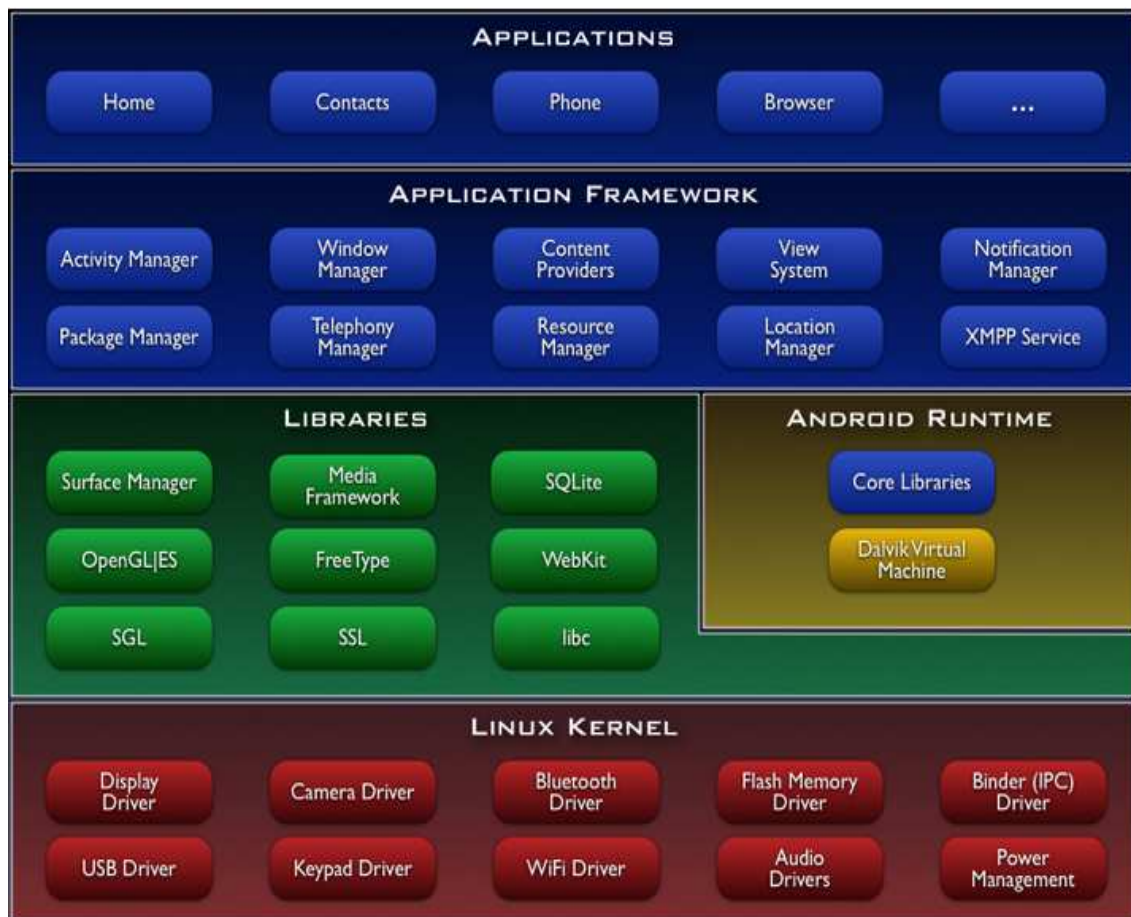 APPLICATIONS
Home
Contacts
Phone
Browser
...
APPLICATION FRAMEWORK
Activity Manager
Window
Manager
Content
Providers
View
System
Notification
Manager
Package Manager
Telephony
Manager
Resource
Manager
Location
Manager
XMPP Service
LIBRARIES
Surface Manager
Media
Framework
SQLite
OpenGL|ES
FreeType
WebKit
SGL
SSL
libc
ANDROID RUNTIME
Core Libraries
Dalvik Virtual
Machine
LINUX KERNEL
Display
Driver
Camera Driver
Bluetooth
Driver
Flash Memory
Driver
Binder (IPC)
Driver
USB Driver
Keypad Driver
WiFi Driver
Audio
Drivers
Power
Management